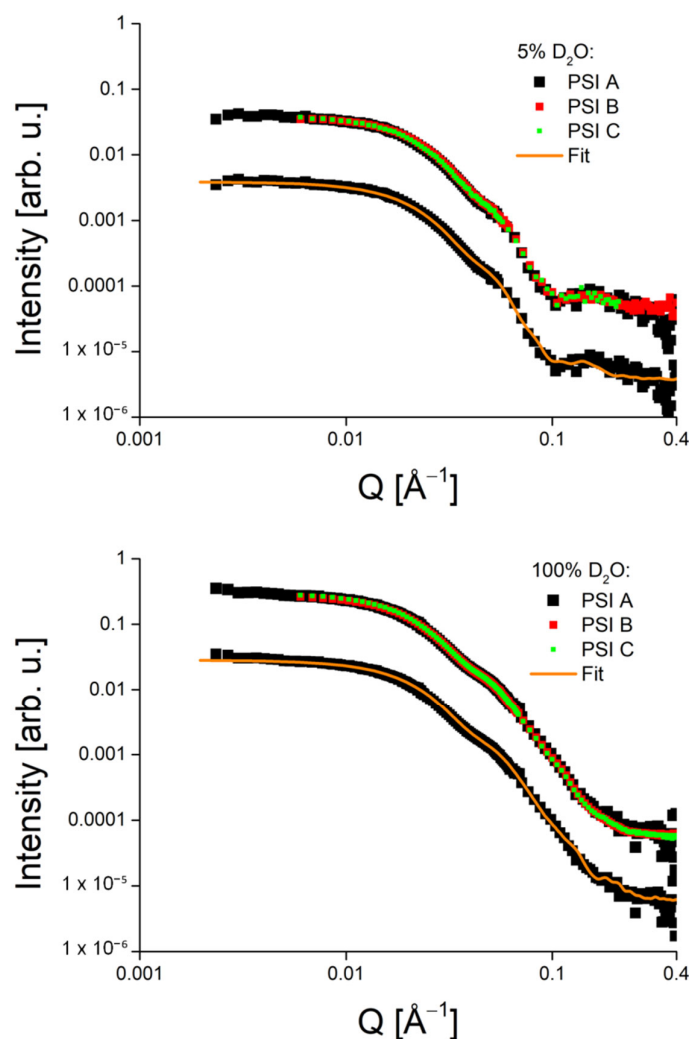 5% D₂O:
PSI A
PSI B
PSI C
Fit
Intensity [arb. u.]
1
0.1
0.01
0.001
0.0001
1 x 10⁻⁵
1 x 10⁻⁶
0.001
0.01
0.1
0.4
Q [Å⁻¹]
100% D₂O:
PSI A
PSI B
PSI C
Fit
Intensity [arb. u.]
1
0.1
0.01
0.001
0.0001
1 x 10⁻⁵
1 x 10⁻⁶
0.001
0.01
0.1
0.4
Q [Å⁻¹]